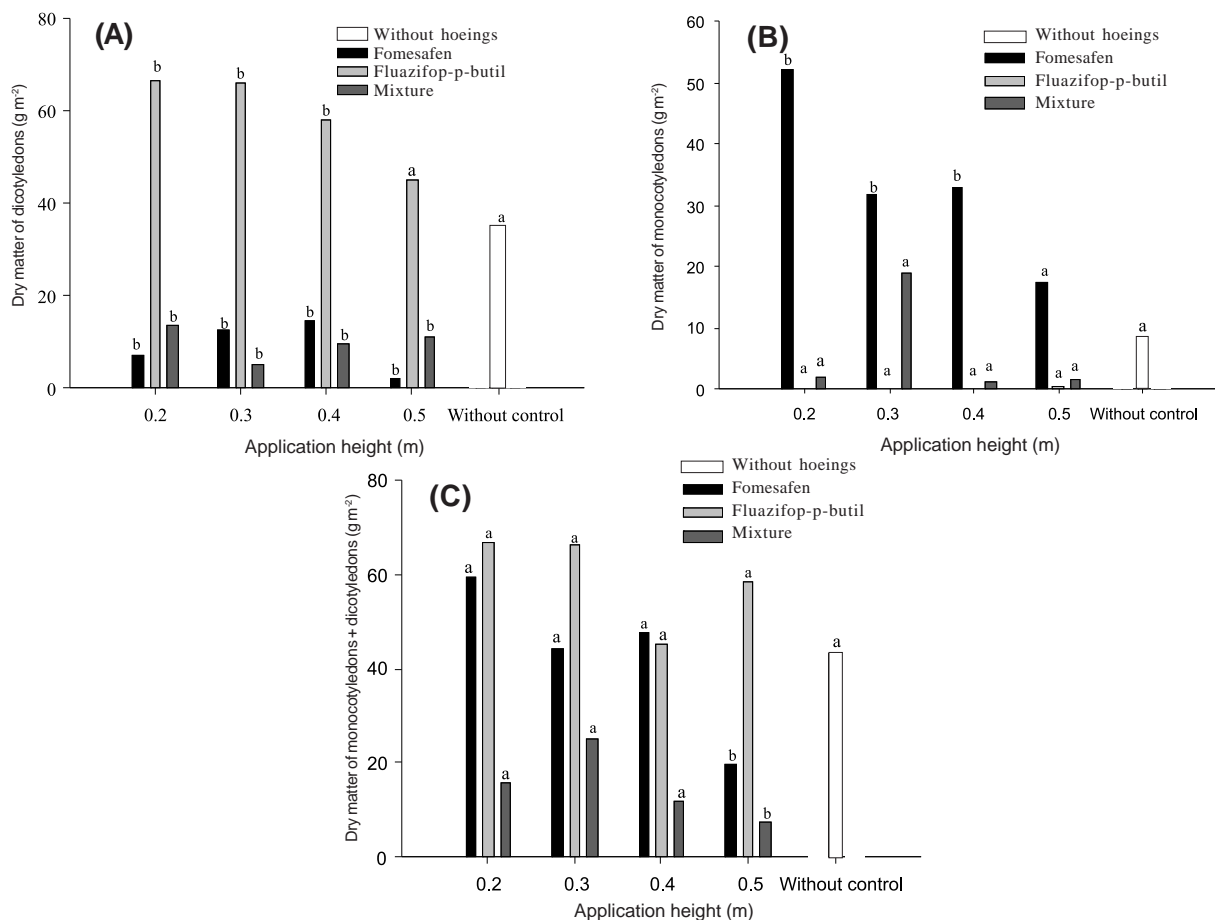 (A)
Without hoeings
Fomesafen
Fluazifop-p-butil
Mixture
Dry matter of dicotyledons (g m-2)
80
60
40
20
0
b b b b b b b b b b a b a
0.2 0.3 0.4 0.5 Without control
Application height (m)
(B)
Without hoeings
Fomesafen
Fluazifop-p-butil
Mixture
Dry matter of monocotyledons (g m-2)
60
50
40
30
20
10
0
b a a b a a b a a a a a a
0.2 0.3 0.4 0.5 Without control
Application height (m)
(C)
Without hoeings
Fomesafen
Fluazifop-p-butil
Mixture
Dry matter of monocotyledons + dicotyledons (g m-2)
80
60
40
20
0
a a a a a a a a a b a b a
0.2 0.3 0.4 0.5 Without control
Application height (m)